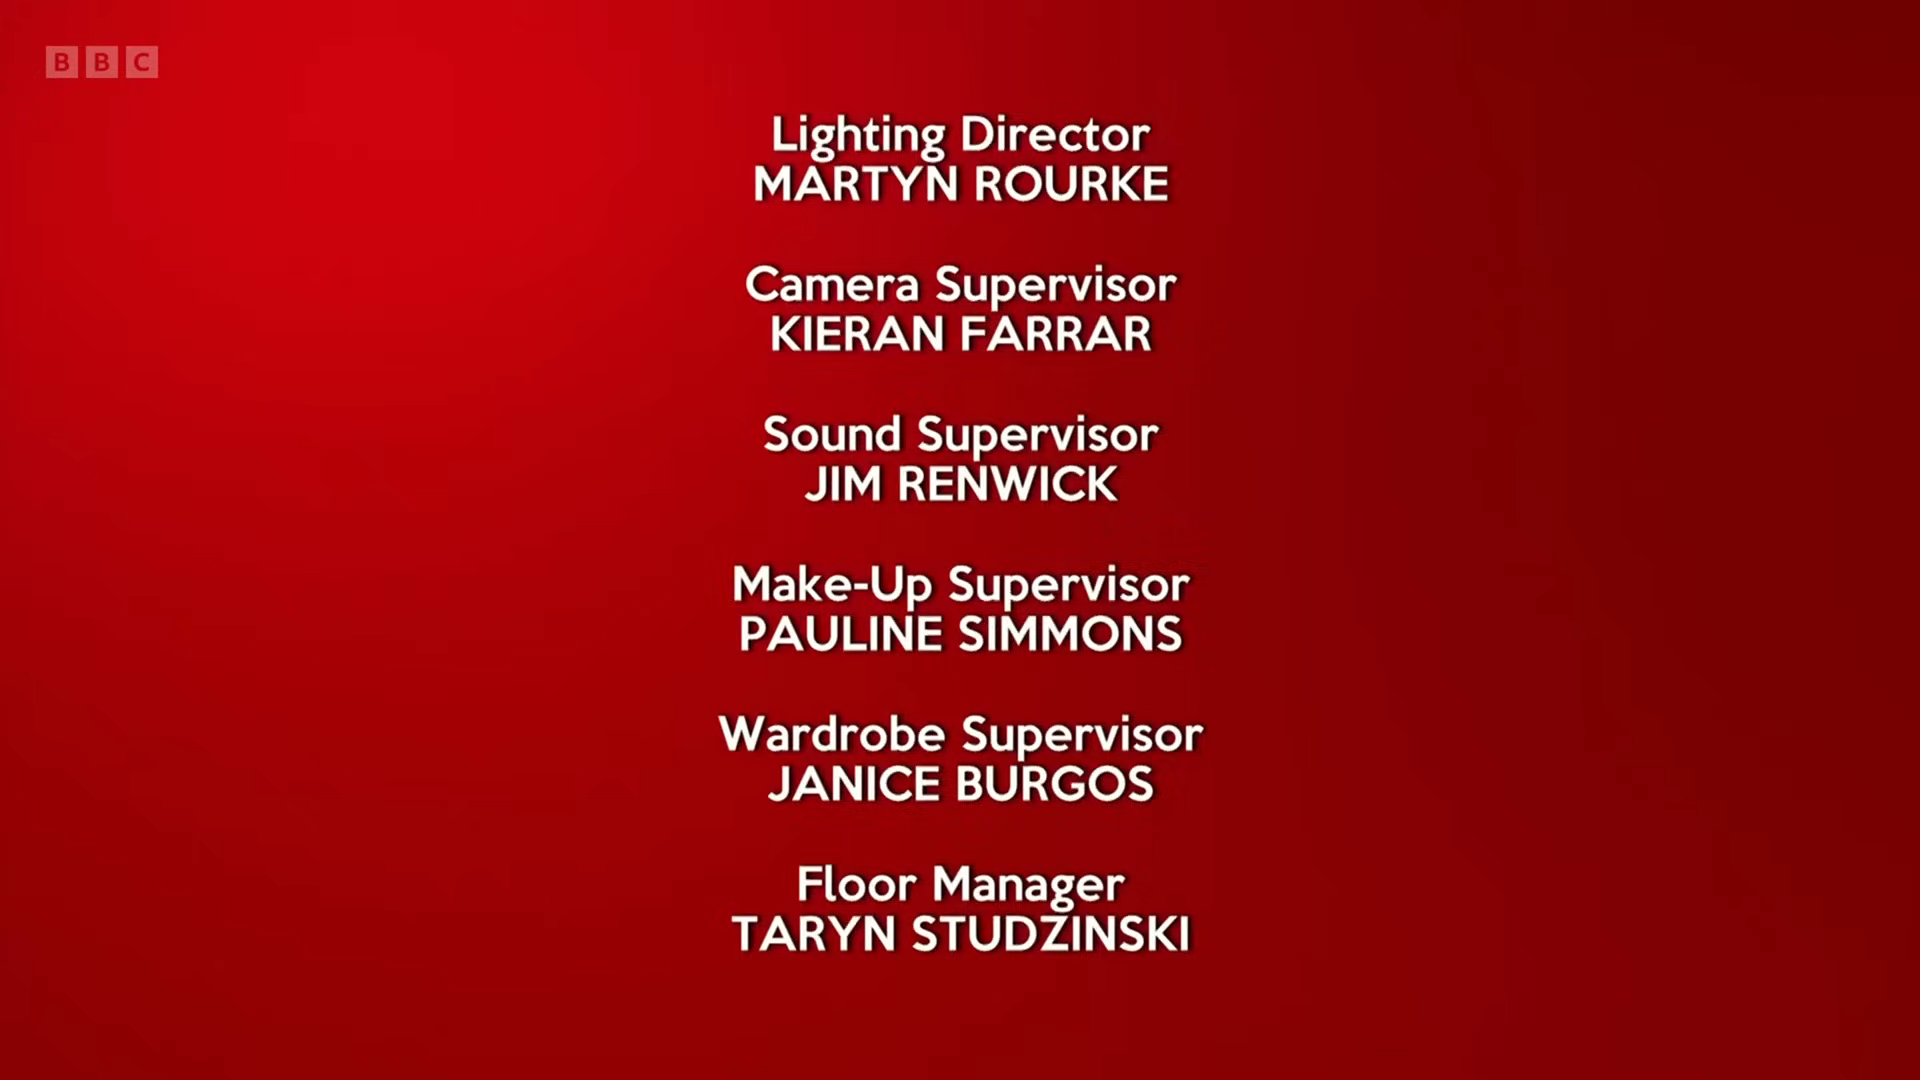 BBC
Lighting Director
MARTYN ROURKE
Camera Supervisor
KIERAN FARRAR
Sound Supervisor
JIM RENWICK
Make-Up Supervisor
PAULINE SIMMONS
Wardrobe Supervisor
JANICE BURGOS
Floor Manager
TARYN STUDZINSKI